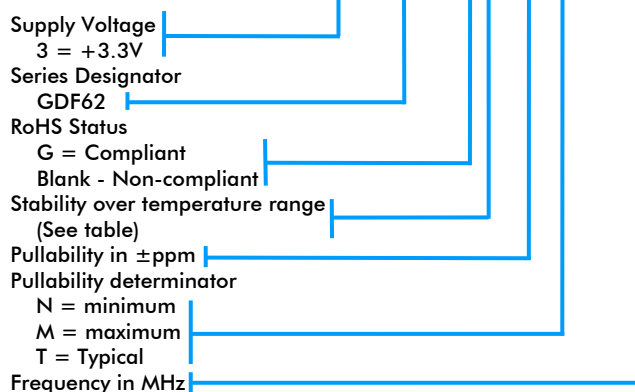 Supply Voltage
3 = +3.3V
Series Designator
GDF62
RoHS Status
G = Compliant
Blank - Non-compliant
Stability over temperature range
(See table)
Pullability in ±ppm
Pullability determinator
N = minimum
M = maximum
T = Typical
Frequency in MHz